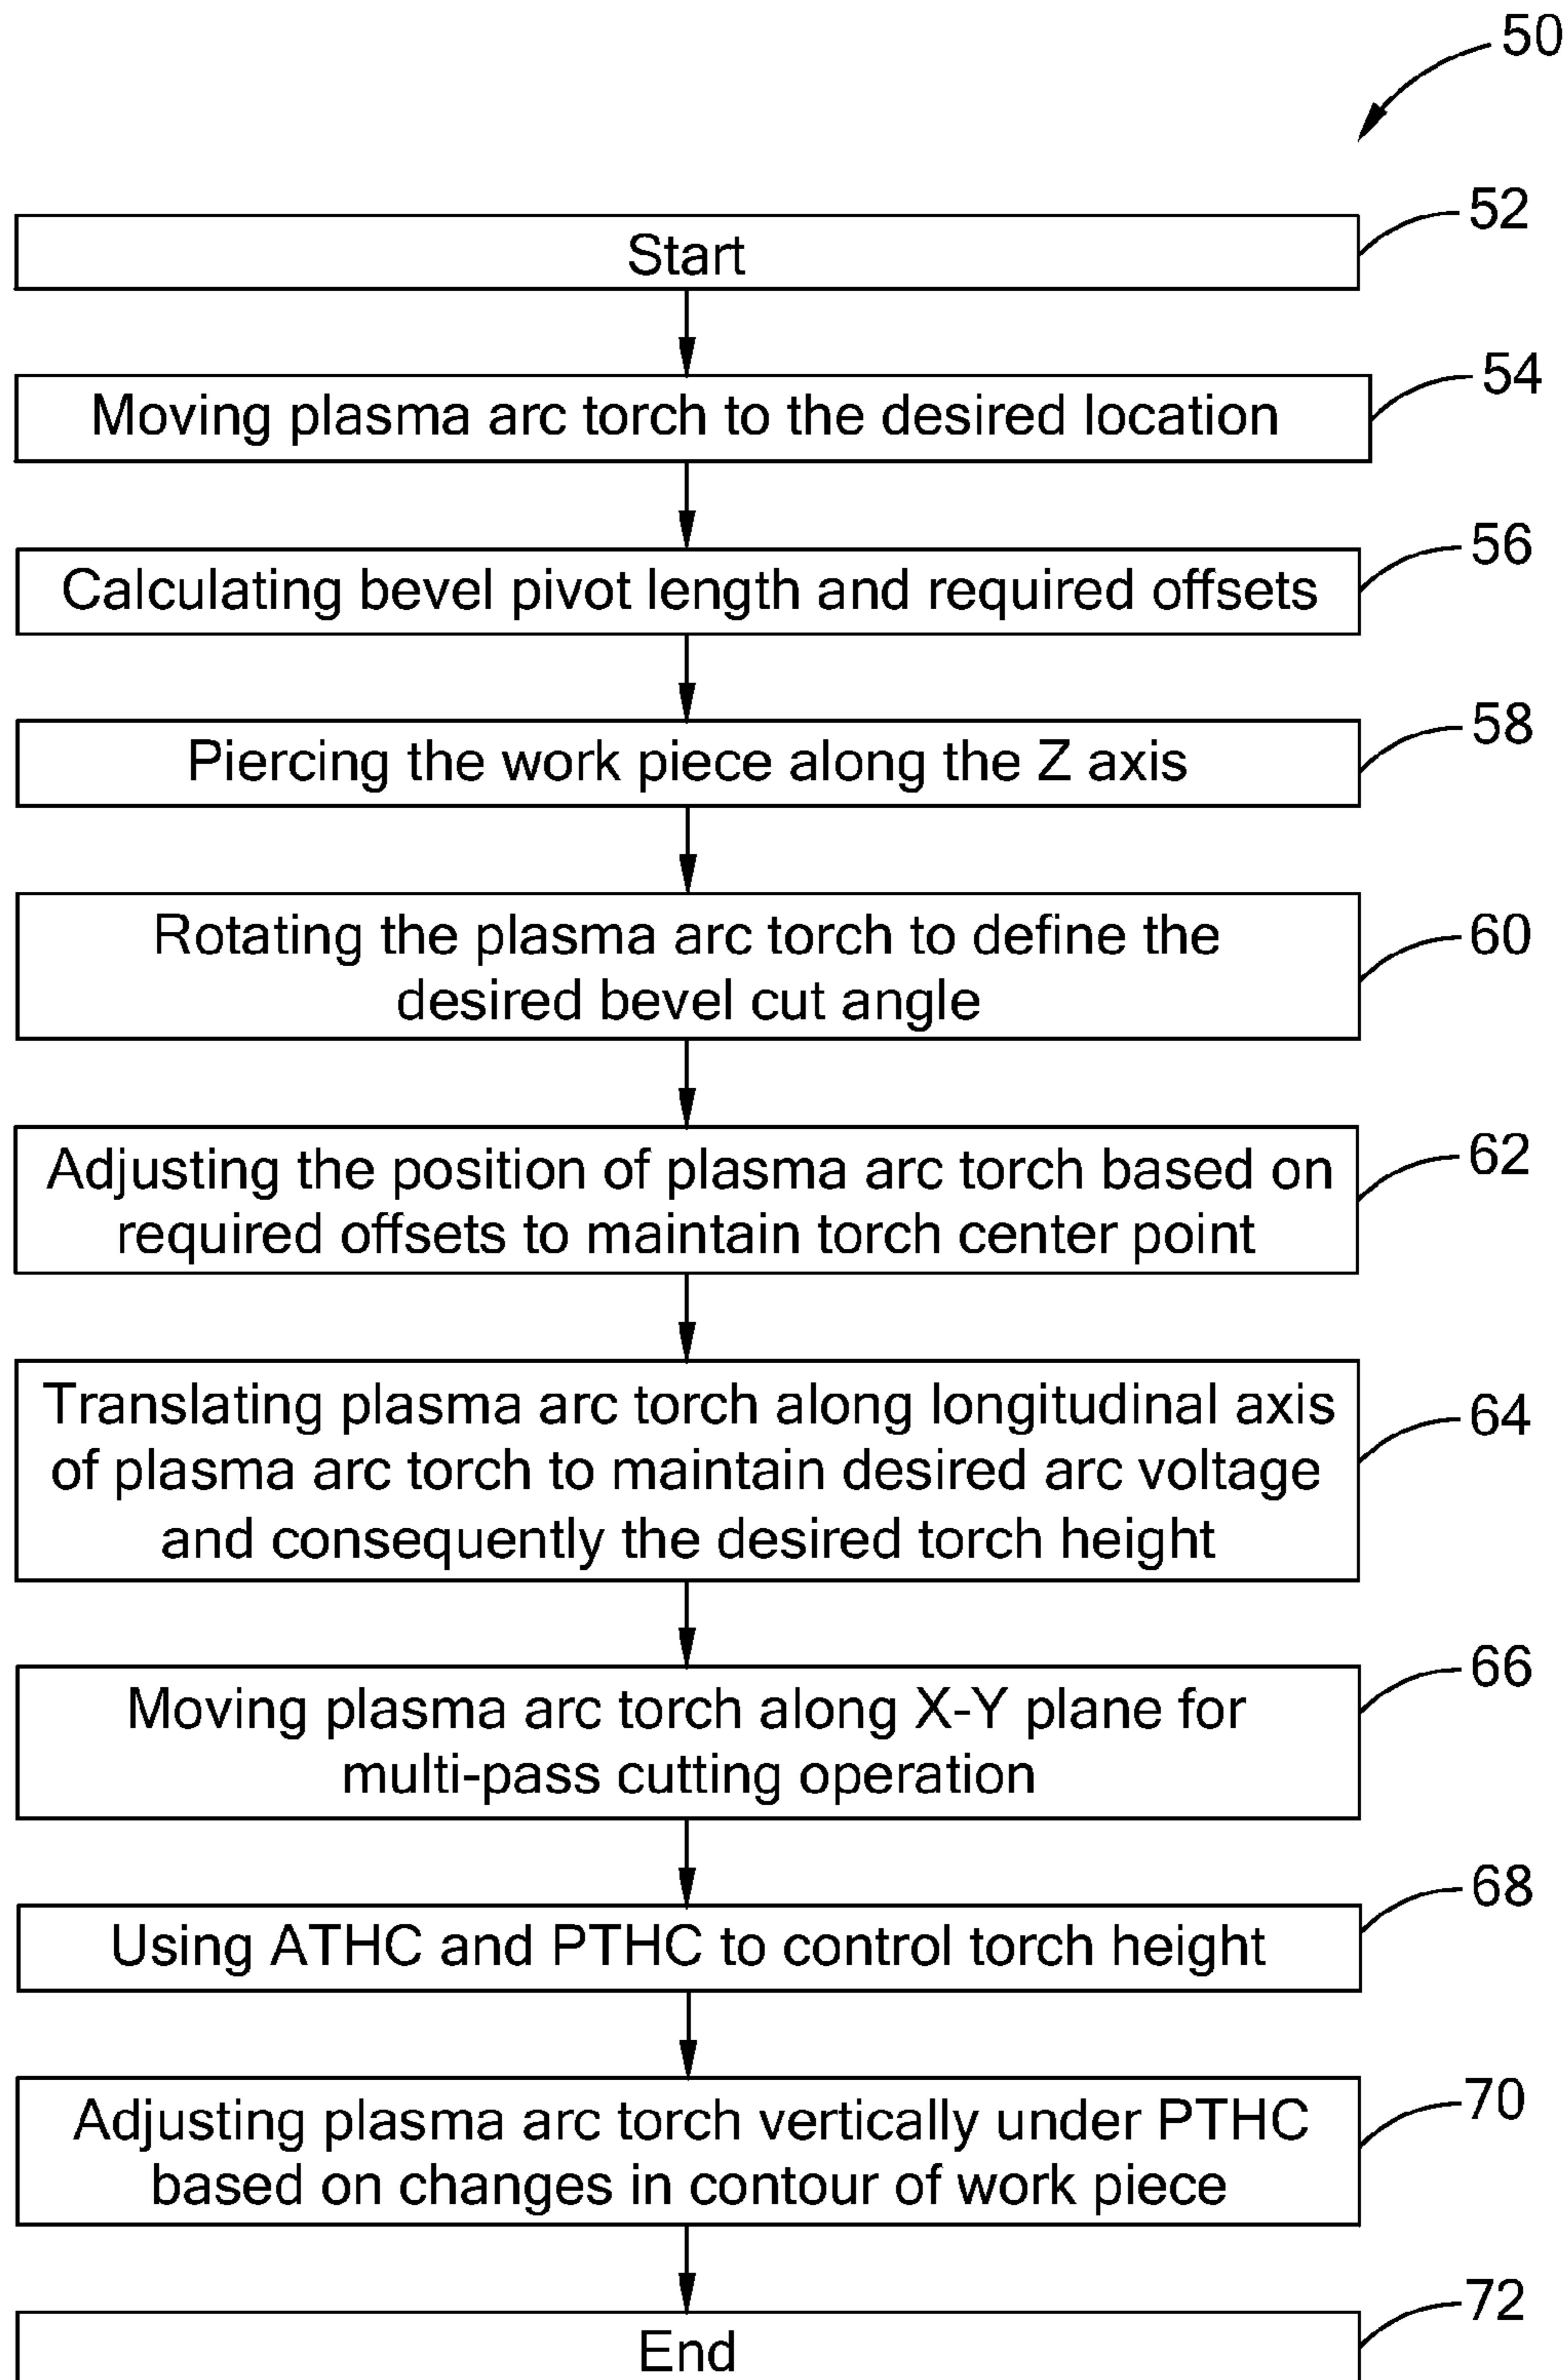 50
52
Start
54
Moving plasma arc torch to the desired location
56
Calculating bevel pivot length and required offsets
58
Piercing the work piece along the Z axis
60
Rotating the plasma arc torch to define the
desired bevel cut angle
62
Adjusting the position of plasma arc torch based on
required offsets to maintain torch center point
64
Translating plasma arc torch along longitudinal axis
of plasma arc torch to maintain desired arc voltage
and consequently the desired torch height
66
Moving plasma arc torch along X-Y plane for
multi-pass cutting operation
68
Using ATHC and PTHC to control torch height
70
Adjusting plasma arc torch vertically under PTHC
based on changes in contour of work piece
72
End